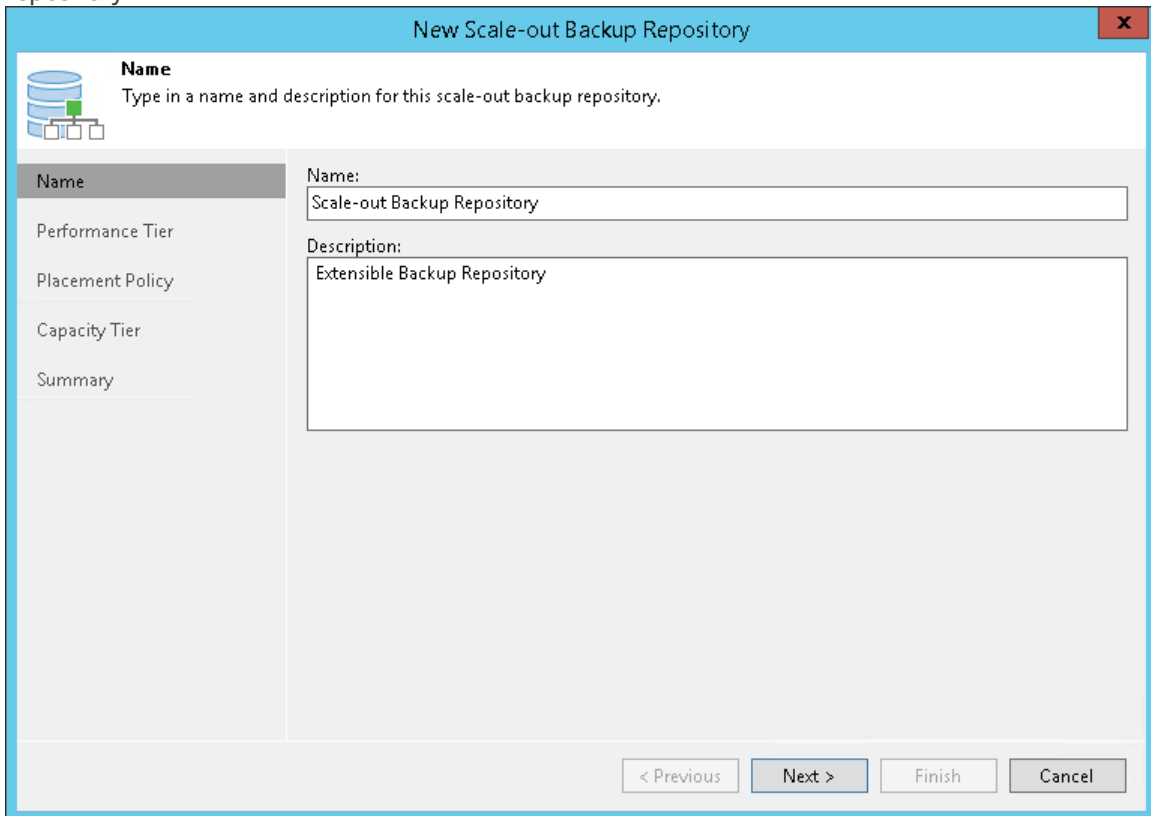 New Scale-out Backup Repository
X
Name
Type in a name and description for this scale-out backup repository.
Name
Performance Tier
Placement Policy
Capacity Tier
Summary
Name:
Scale-out Backup Repository
Description:
Extensible Backup Repository
< Previous
Next >
Finish
Cancel